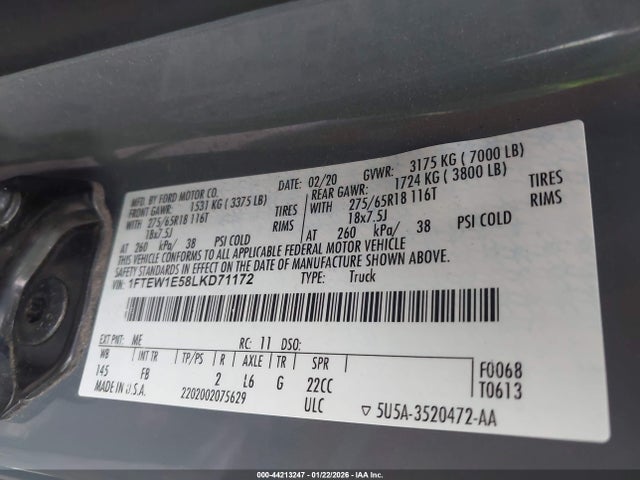 MFD. BY FORD MOTOR CO.
DATE: 02/20 GVWR: 3175 KG ( 7000 LB)
FRONT GAWR: 1531 KG ( 3375 LB) REAR GAWR: 1724 KG ( 3800 LB)
WITH 275/65R18 116T TIRES WITH 275/65R18 116T TIRES
18x7.5J RIMS 18x7.5J RIMS
AT 260 kPa/ 38 PSI COLD AT 260 kPa/ 38 PSI COLD
THIS VEHICLE CONFORMS TO ALL APPLICABLE FEDERAL MOTOR VEHICLE
SAFETY STANDARDS IN EFFECT ON THE DATE OF MANUFACTURE SHOWN ABOVE.
VIN: 1FTEW1E58LKD71172 TYPE: Truck
EXT PNT: ME RC: 11 DSO:
WB INT TR TP/PS R AXLE TR SPR
145 FB 2 L6 G 22CC F0068
MADE IN U.S.A. 2202002075629 ULC T0613
▽ 5U5A-3520472-AA
000-44213247 - 01/22/2026 - IAA, Inc.